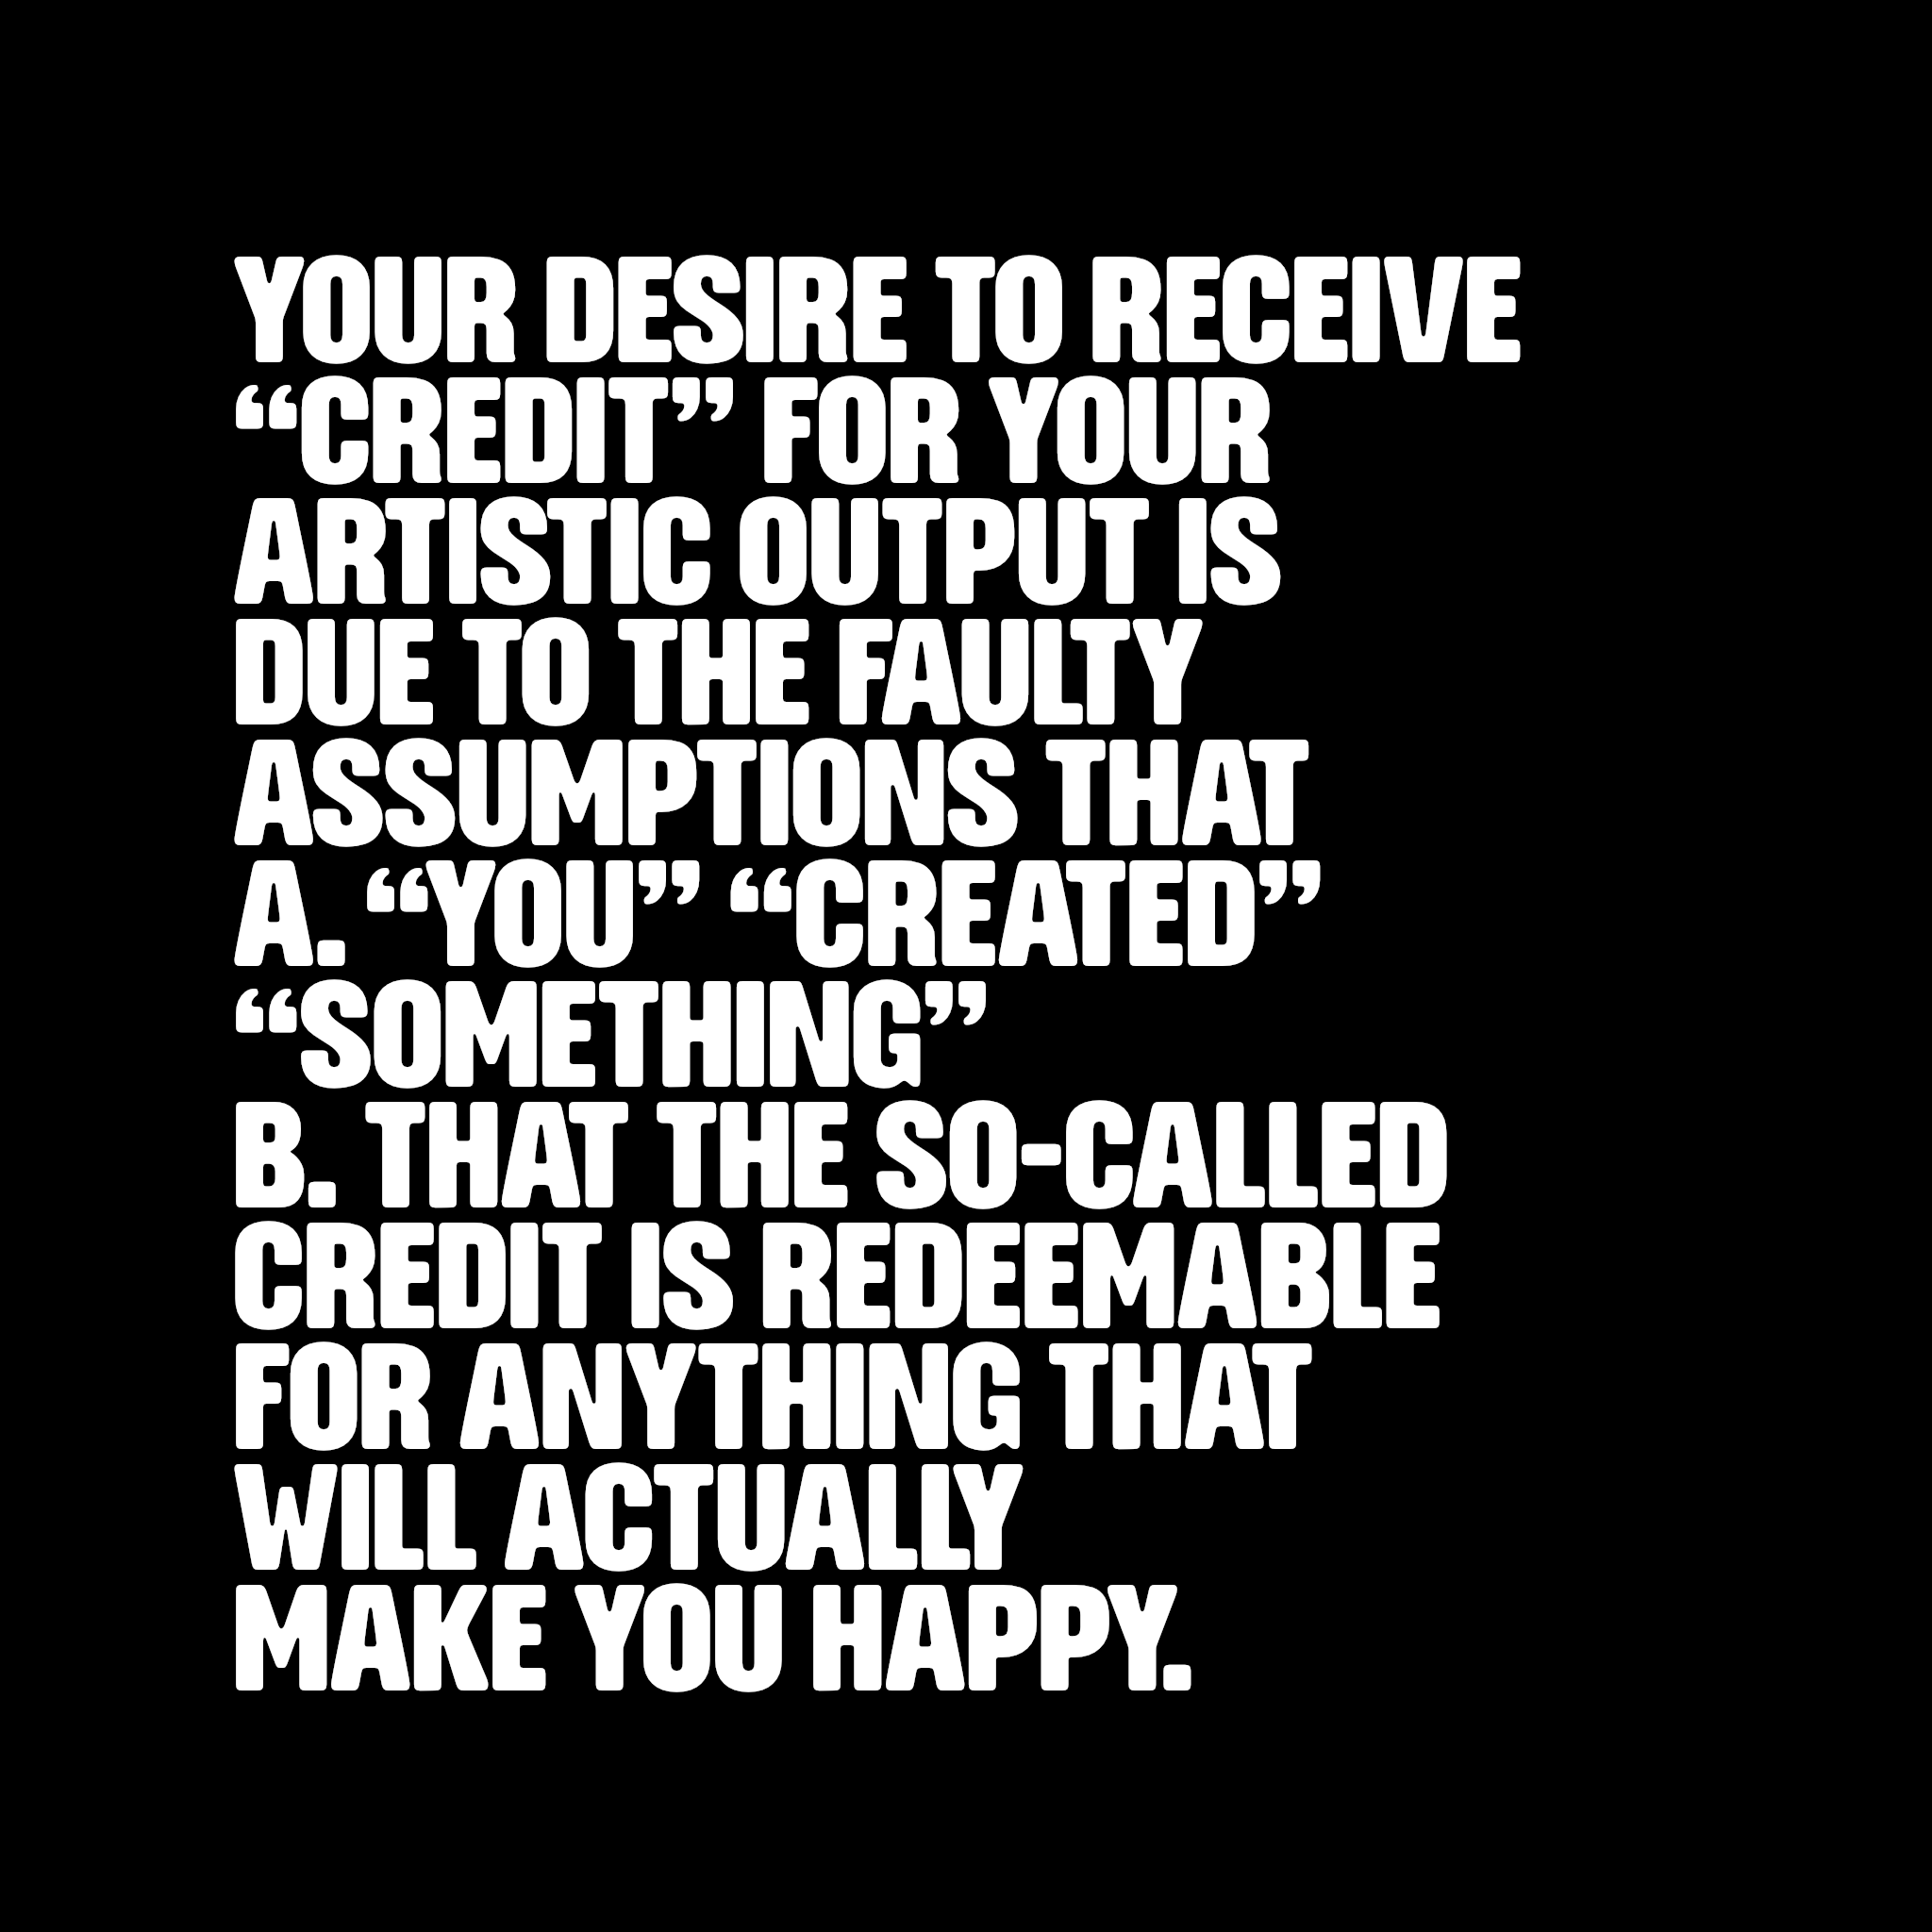 YOUR DESIRE TO RECEIVE
“CREDIT” FOR YOUR
ARTISTIC OUTPUT IS
DUE TO THE FAULTY
ASSUMPTIONS THAT
A. “YOU” “CREATED”
“SOMETHING”
B. THAT THE SO-CALLED
CREDIT IS REDEEMABLE
FOR ANYTHING THAT
WILL ACTUALLY
MAKE YOU HAPPY.